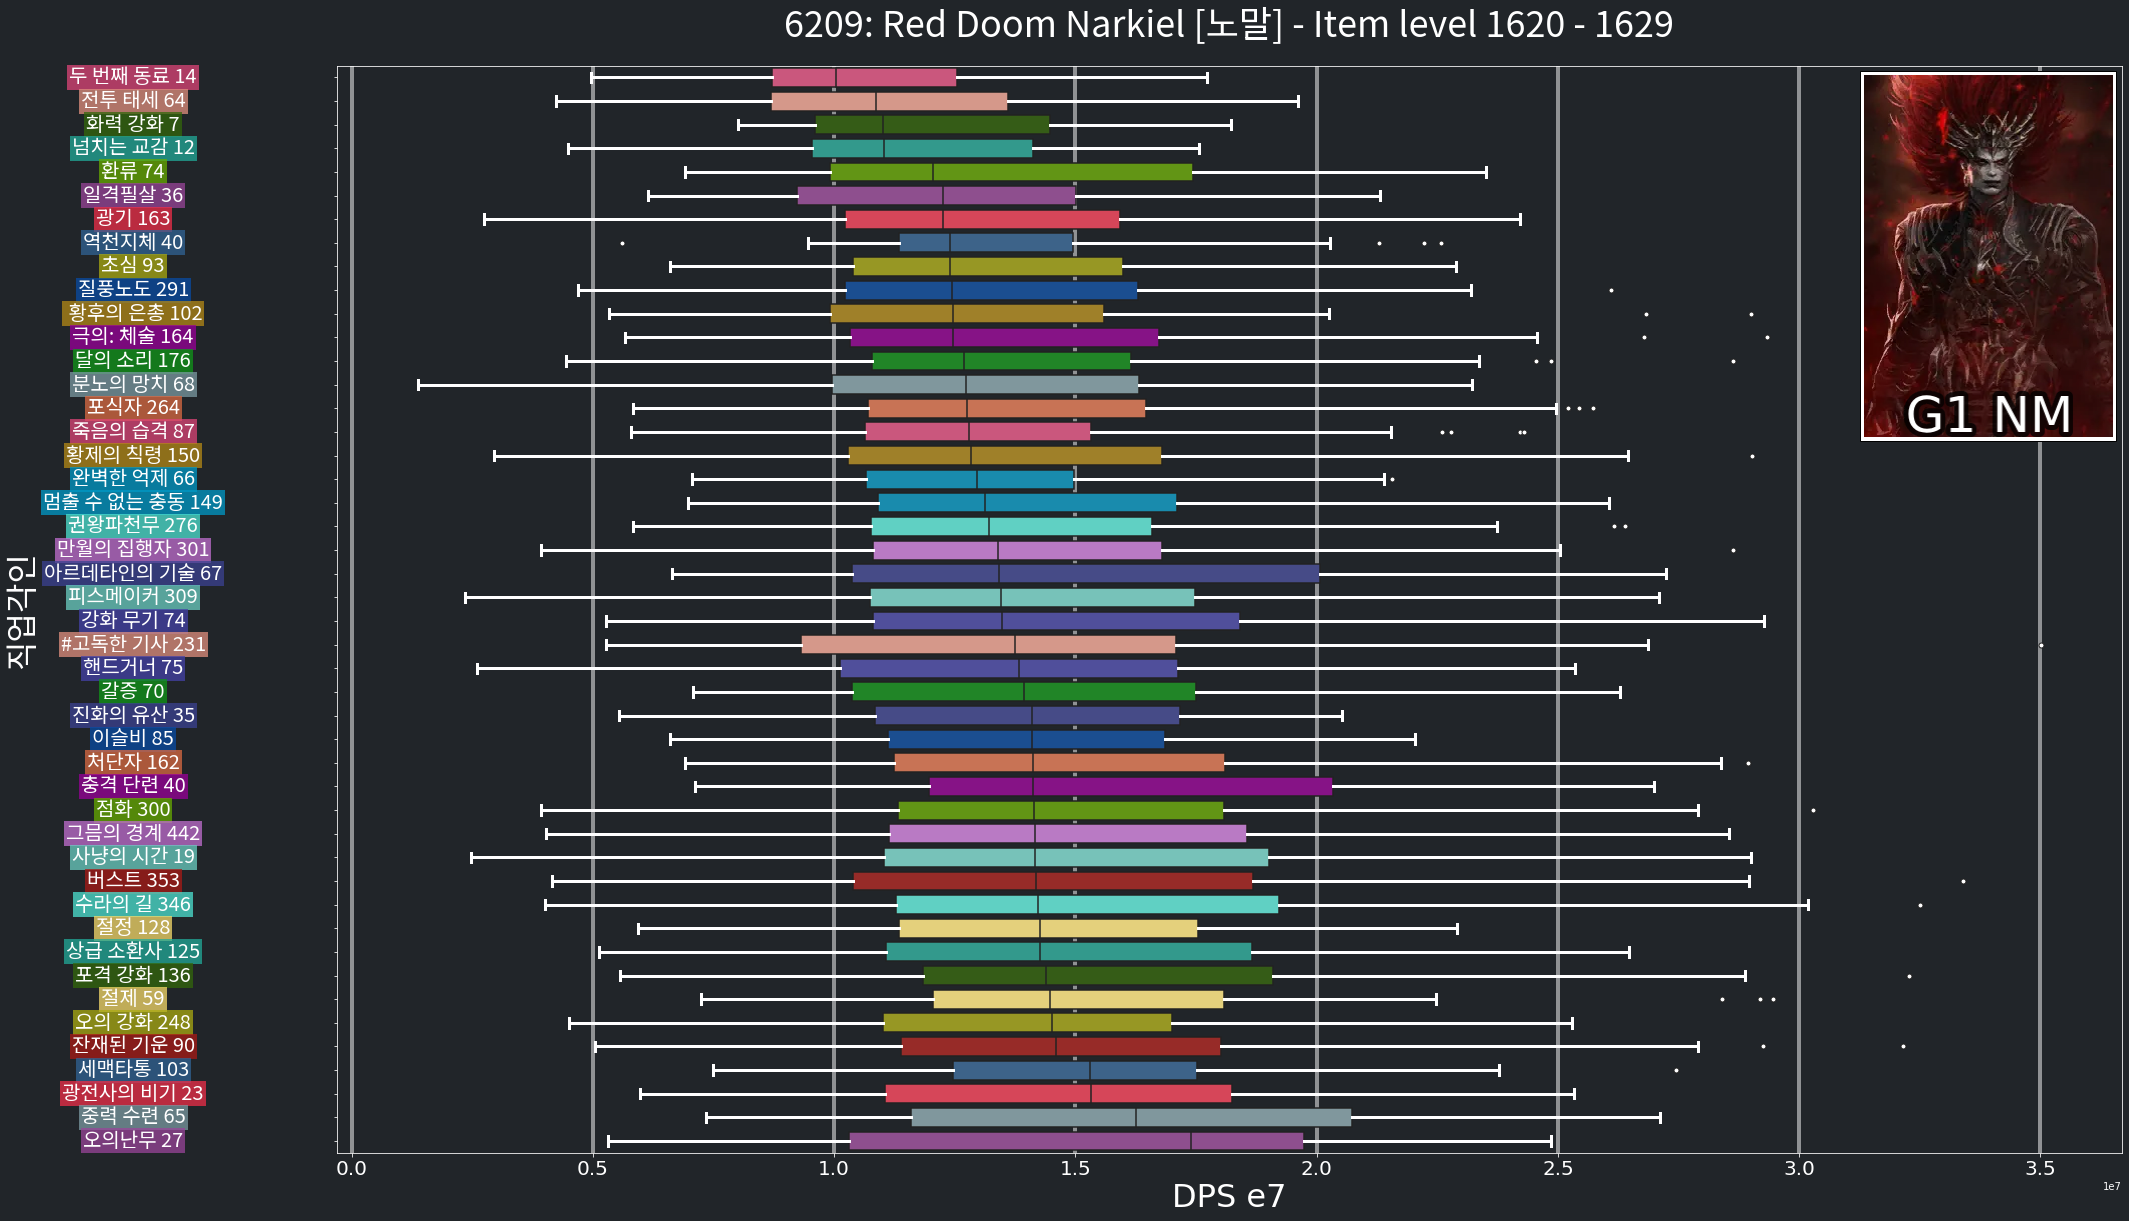 6209: Red Doom Narkiel [노말] - Item level 1620 - 1629
두 번째 동료 14
전투 태세 64
화력 강화 7
넘치는 교감 12
환류 74
일격필살 36
광기 163
역천지체 40
초심 93
질풍노도 291
황후의 은총 102
극의: 체술 164
달의 소리 176
분노의 망치 68
포식자 264
죽음의 습격 87
황제의 칙령 150
완벽한 억제 66
멈출 수 없는 충동 149
권왕파천무 276
만월의 집행자 301
아르데타인의 기술 67
피스메이커 309
강화 무기 74
#고독한 기사 231
핸드거너 75
갈증 70
진화의 유산 35
이슬비 85
처단자 162
충격 단련 40
점화 300
그믐의 경계 442
사냥의 시간 19
버스트 353
수라의 길 346
절정 128
상급 소환사 125
포격 강화 136
절제 59
오의 강화 248
잔재된 기운 90
세맥타통 103
광전사의 비기 23
중력 수련 65
오의난무 27
직업각인
G1 NM
0.0 0.5 1.0 1.5 2.0 2.5 3.0 3.5
1e7
DPS e7